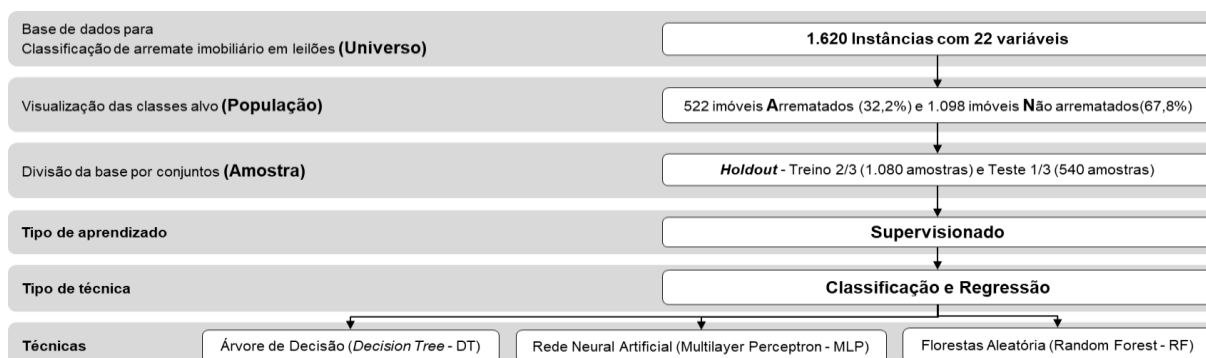 Base de dados para
Classificação de arremate imobiliário em leilões (Universo)
1.620 Instâncias com 22 variáveis
Visualização das classes alvo (População)
522 imóveis Arrematados (32,2%) e 1.098 imóveis Não arrematados(67,8%)
Divisão da base por conjuntos (Amostra)
Holdout - Treino 2/3 (1.080 amostras) e Teste 1/3 (540 amostras)
Tipo de aprendizado
Supervisionado
Tipo de técnica
Classificação e Regressão
Técnicas
Árvore de Decisão (Decision Tree - DT)
Rede Neural Artificial (Multilayer Perceptron - MLP)
Florestas Aleatória (Random Forest - RF)